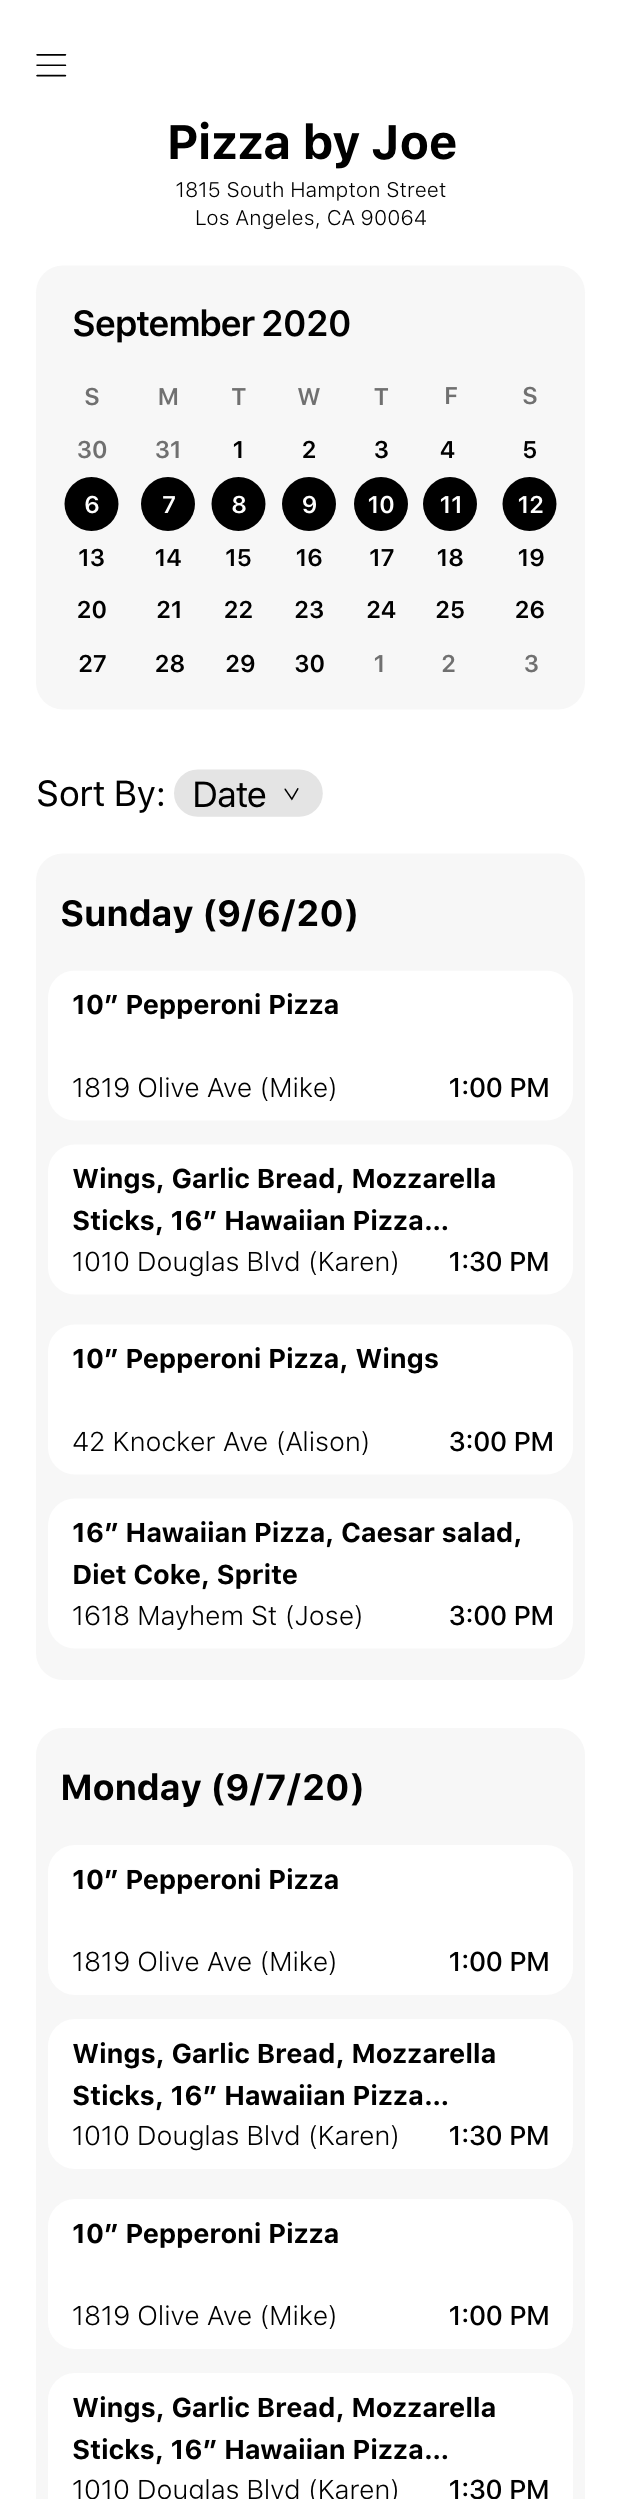 Pizza by Joe
1815 South Hampton Street
Los Angeles, CA 90064
September 2020
S M T W T F S
30 31 1 2 3 4 5
6 7 8 9 10 11 12
13 14 15 16 17 18 19
20 21 22 23 24 25 26
27 28 29 30 1 2 3
Sort By: Date
Sunday (9/6/20)
10” Pepperoni Pizza
1819 Olive Ave (Mike) 1:00 PM
Wings, Garlic Bread, Mozzarella
Sticks, 16” Hawaiian Pizza...
1010 Douglas Blvd (Karen) 1:30 PM
10” Pepperoni Pizza, Wings
42 Knocker Ave (Alison) 3:00 PM
16” Hawaiian Pizza, Caesar salad,
Diet Coke, Sprite
1618 Mayhem St (Jose) 3:00 PM
Monday (9/7/20)
10” Pepperoni Pizza
1819 Olive Ave (Mike) 1:00 PM
Wings, Garlic Bread, Mozzarella
Sticks, 16” Hawaiian Pizza...
1010 Douglas Blvd (Karen) 1:30 PM
10” Pepperoni Pizza
1819 Olive Ave (Mike) 1:00 PM
Wings, Garlic Bread, Mozzarella
Sticks, 16” Hawaiian Pizza...
1010 Douglas Blvd (Karen) 1:30 PM